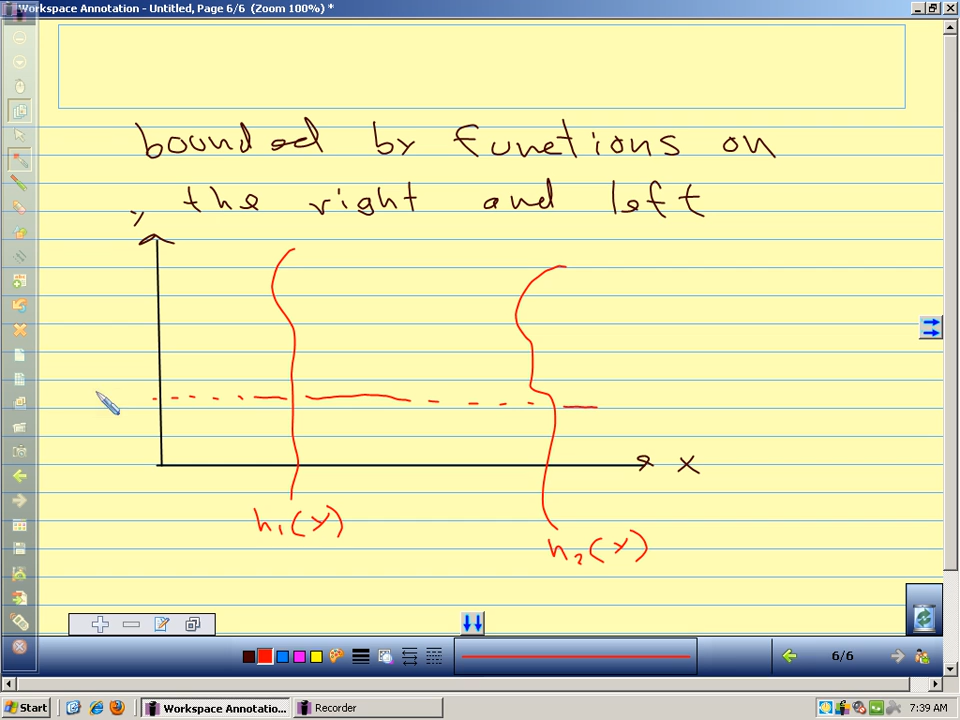 Workspace Annotation - Untitled, Page 6/6 (Zoom 100%) *
bounded by functions on
the right and left
y
x
h₁(y)
h₂(y)
6/6
Start
Workspace Annotatio...
Recorder
7:39 AM